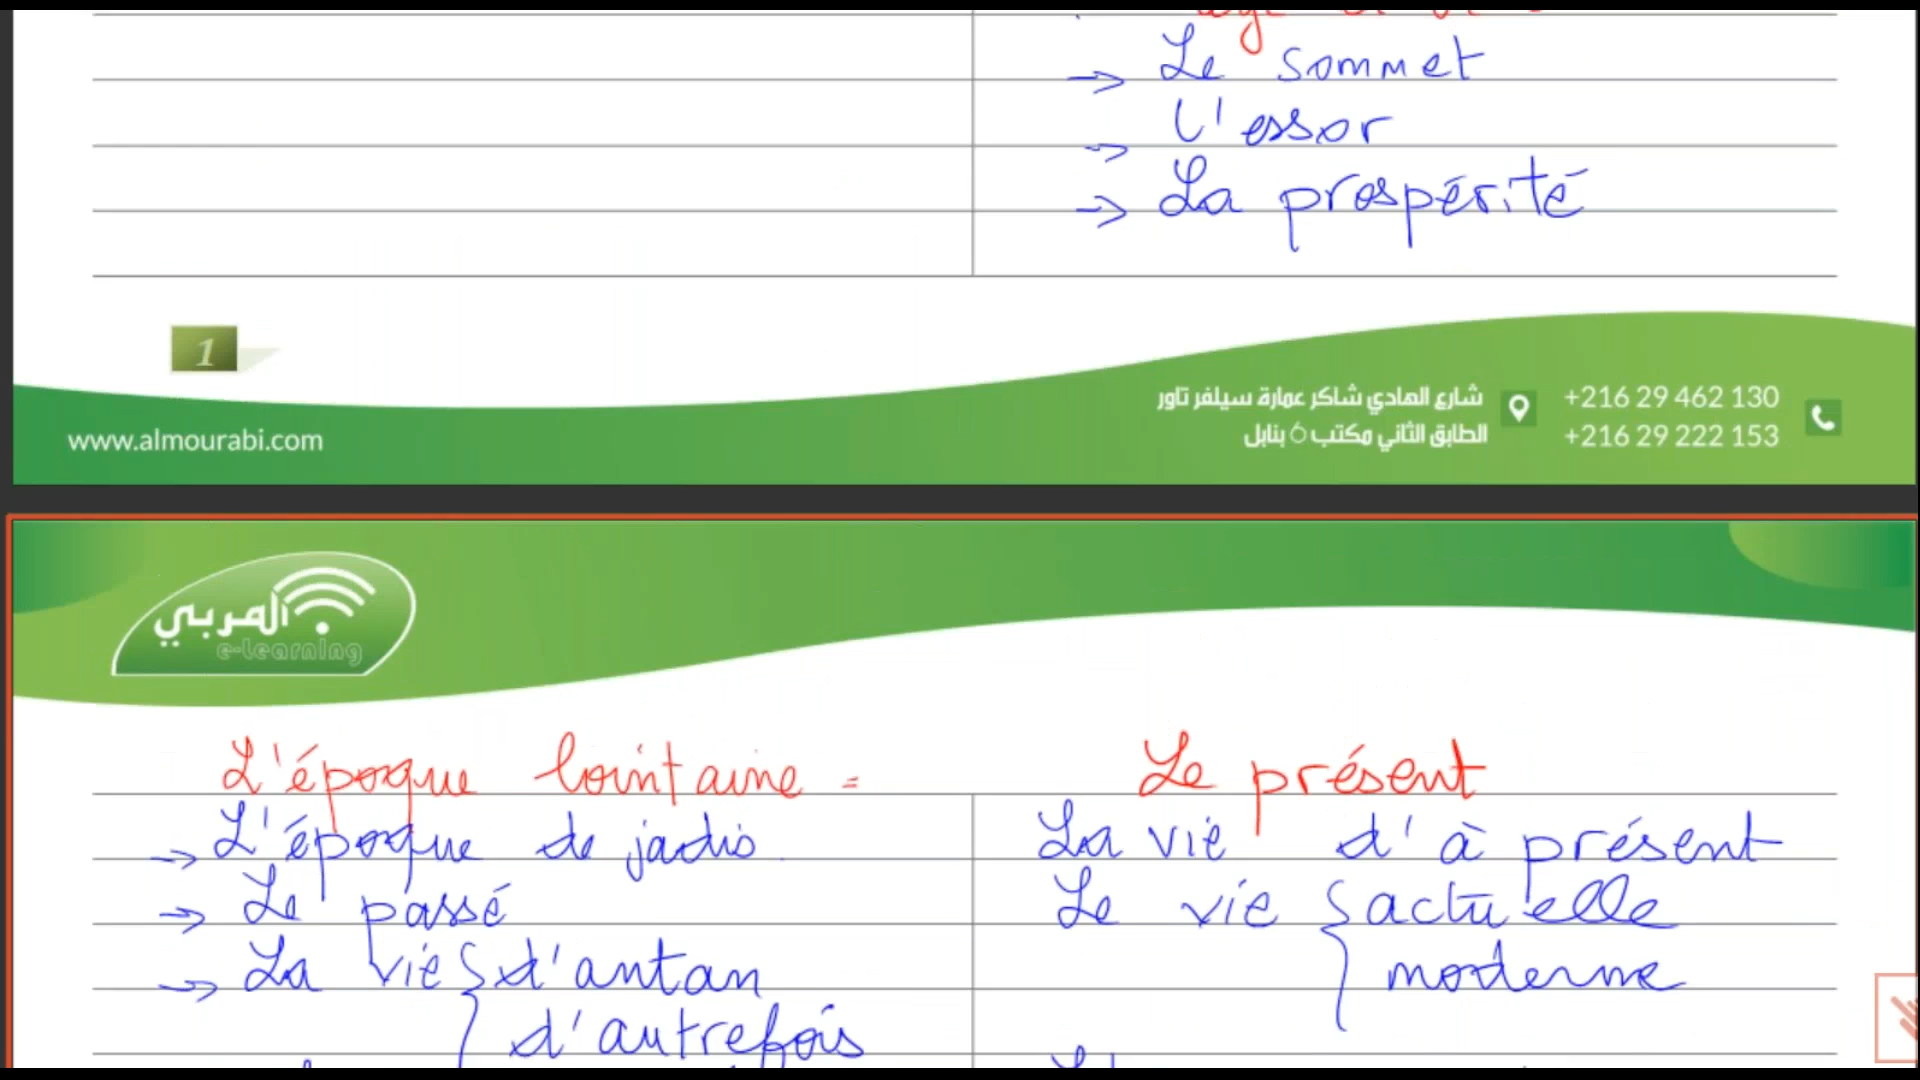 → Le sommet
→ L'essor
→ La prospérité
1
www.almourabi.com
شارع الهادي شاكر عمارة سيلفر تاور
الطابق الثاني مكتب 6 بنابل
+216 29 462 130
+216 29 222 153
المربي
e-learning
L'époque lointaine =
→ L'époque de jadis
→ Le passé
→ La vie { d'antan
d'autrefois
Le présent
La vie d'à présent
Le vie { actuelle
moderne